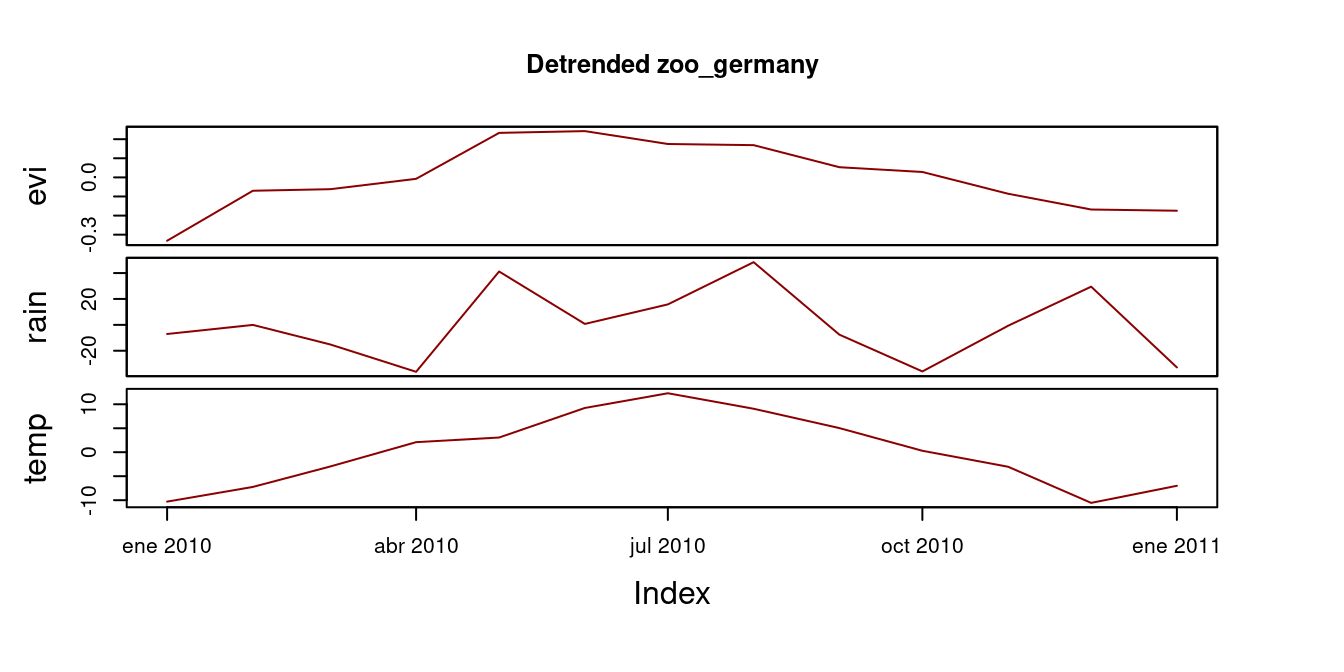 Detrended zoo_germany
evi
0.0
-0.3
rain
20
-20
temp
10
0
-10
ene 2010 abr 2010 jul 2010 oct 2010 ene 2011
Index